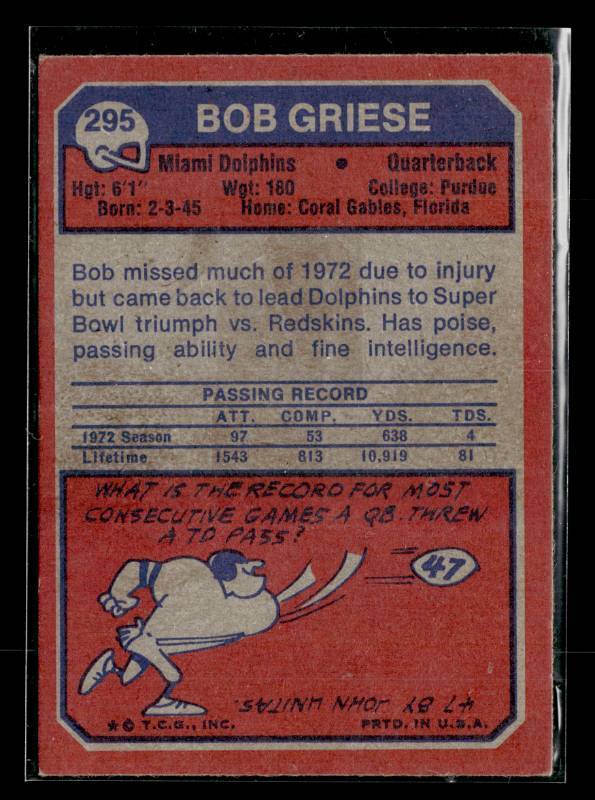 295 BOB GRIESE
Miami Dolphins • Quarterback
Hgt: 6'1" Wgt: 180 College: Purdue
Born: 2-3-45 Home: Coral Gables, Florida
Bob missed much of 1972 due to injury
but came back to lead Dolphins to Super
Bowl triumph vs. Redskins. Has poise,
passing ability and fine intelligence.
PASSING RECORD
ATT. COMP. YDS. TDS.
1972 Season 97 53 638 4
Lifetime 1543 813 10,919 81
WHAT IS THE RECORD FOR MOST
CONSECUTIVE GAMES A QB. THREW
A TD PASS?
47
47 BY JOHN UNITAS.
* © T.C.G., INC. PRTD. IN U.S.A.